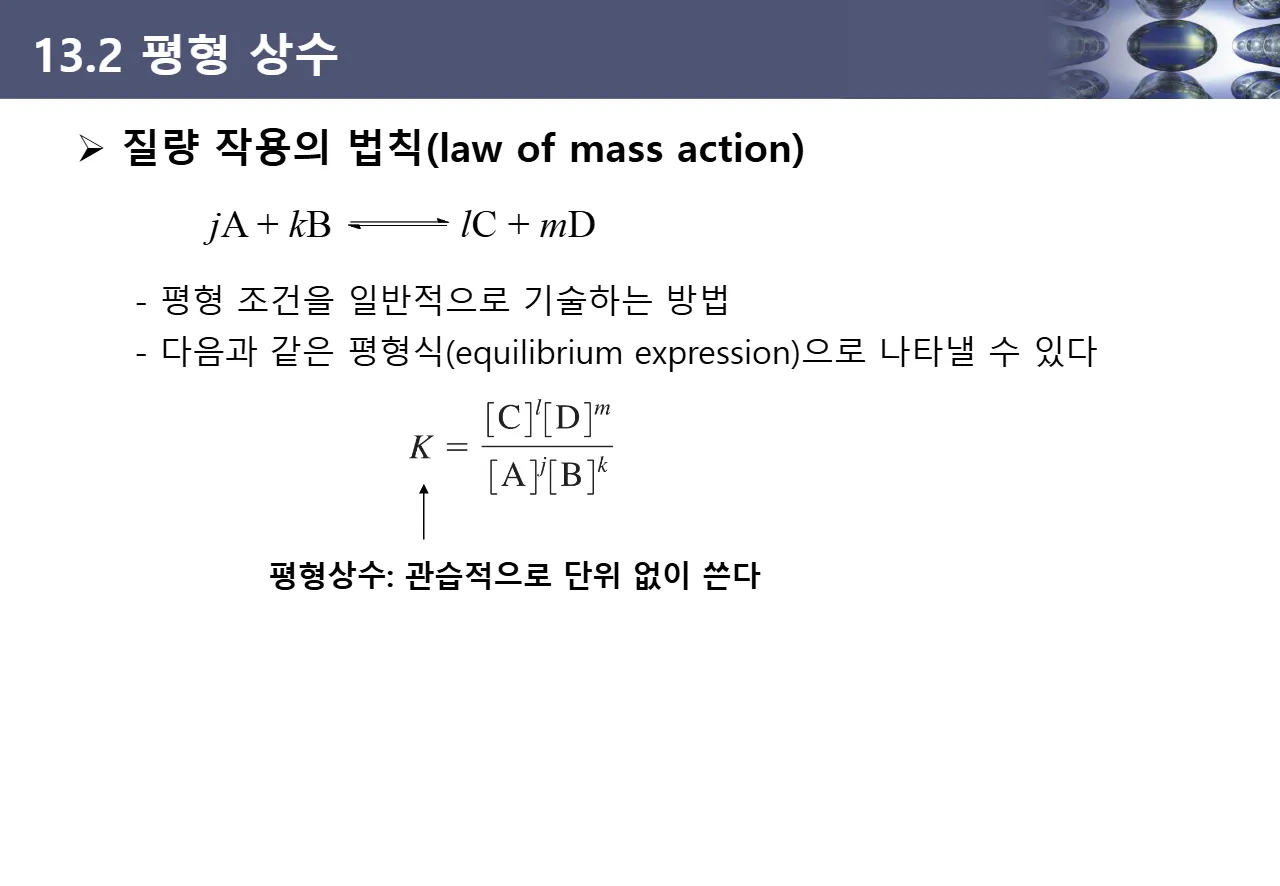 13.2 평형 상수
➢ 질량 작용의 법칙(law of mass action)
jA + kB ⇌ lC + mD
- 평형 조건을 일반적으로 기술하는 방법
- 다음과 같은 평형식(equilibrium expression)으로 나타낼 수 있다
K = [C]^l[D]^m / [A]^j[B]^k
평형상수: 관습적으로 단위 없이 쓴다